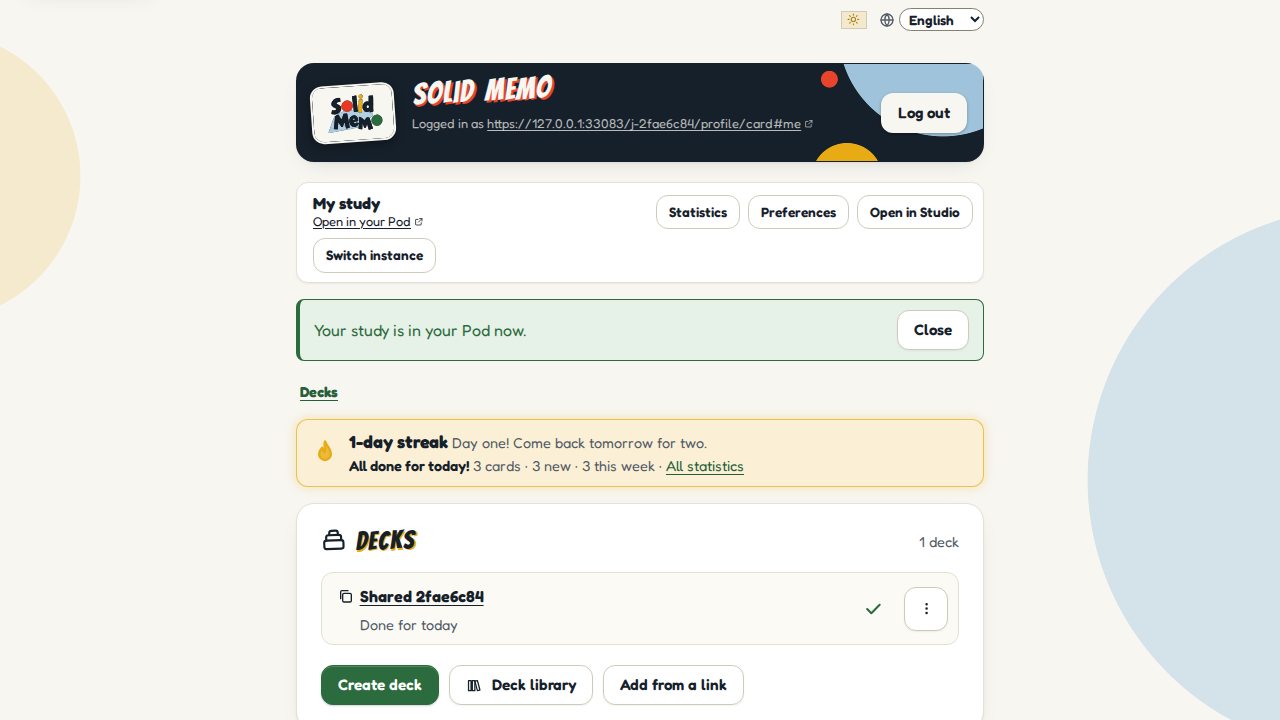 English
Solid Memo
SOLID MEMO
Logged in as https://127.0.0.1:33083/j-2fae6c84/profile/card#me
Log out
My study
Open in your Pod
Statistics
Preferences
Open in Studio
Switch instance
Your study is in your Pod now.
Close
Decks
1-day streak Day one! Come back tomorrow for two.
All done for today! 3 cards · 3 new · 3 this week · All statistics
DECKS
1 deck
Shared 2fae6c84
Done for today
Create deck
Deck library
Add from a link